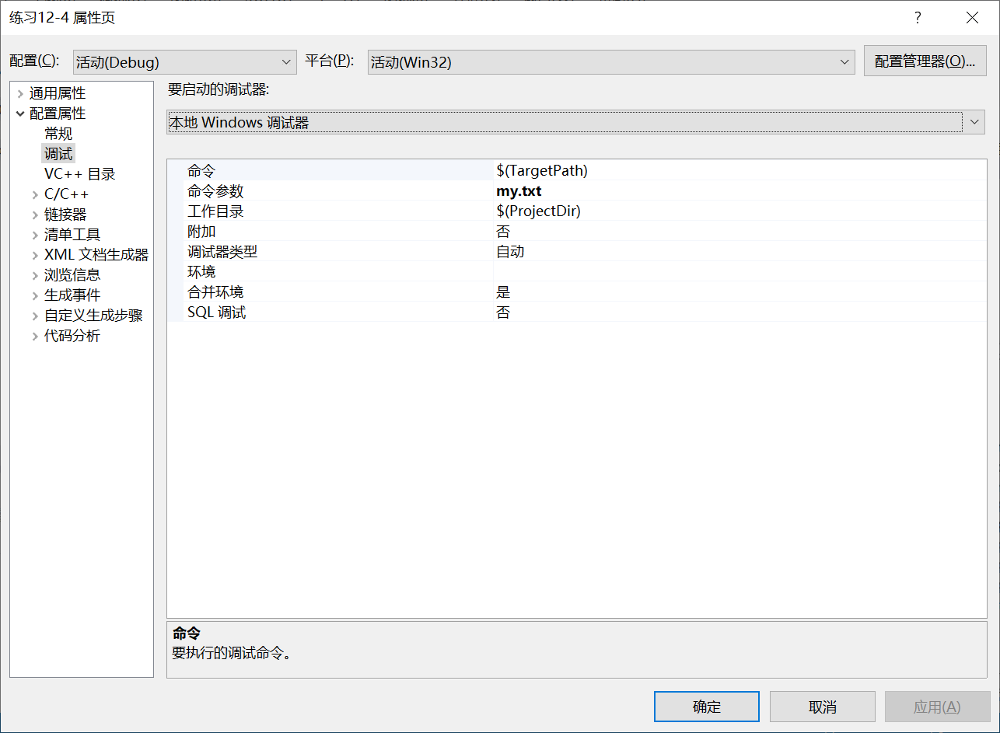 练习12-4 属性页
?
配置(C):
活动(Debug)
平台(P):
活动(Win32)
配置管理器(O)...
通用属性
配置属性
常规
调试
VC++ 目录
C/C++
链接器
清单工具
XML 文档生成器
浏览信息
生成事件
自定义生成步骤
代码分析
要启动的调试器:
本地 Windows 调试器
命令 $(TargetPath)
命令参数 my.txt
工作目录 $(ProjectDir)
附加 否
调试器类型 自动
环境
合并环境 是
SQL 调试 否
命令
要执行的调试命令。
确定
取消
应用(A)